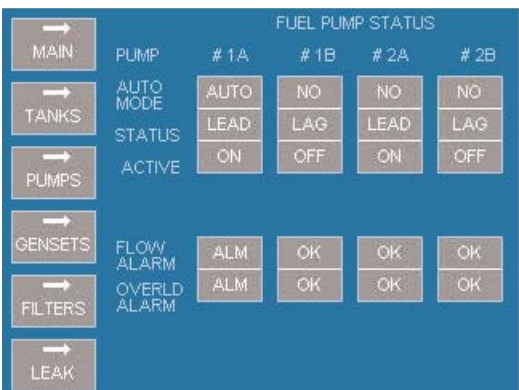 FUEL PUMP STATUS
MAIN
PUMP # 1A # 1B # 2A # 2B
AUTO MODE AUTO NO NO NO
TANKS
STATUS LEAD LAG LEAD LAG
ACTIVE ON OFF ON OFF
PUMPS
GENSETS
FLOW ALARM ALM OK OK OK
OVERLD ALARM ALM OK OK OK
FILTERS
LEAK